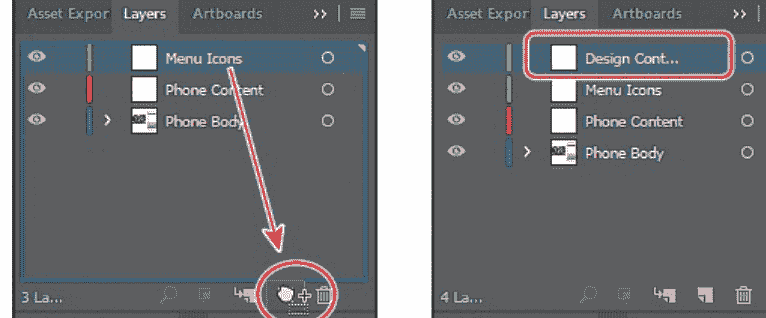 Asset Expor Layers Artboards >>
Menu Icons
Phone Content
Phone Body
3 La...
Asset Expor Layers Artboards >>
Design Cont...
Menu Icons
Phone Content
Phone Body
4 La...